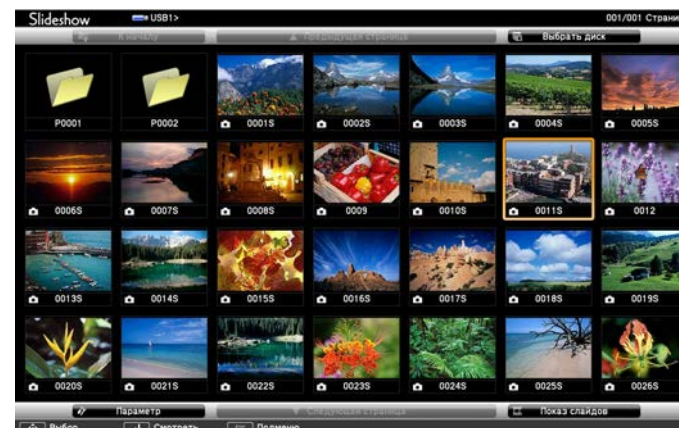 Slideshow USB1> 001/001 Страни
К началу Предыдущая страница Выбрать диск
P0001 P0002 0001S 0002S 0003S 0004S 0005S
0006S 0007S 0008S 0009 0010S 0011S 0012
0013S 0014S 0015S 0016S 0017S 0018S 0019S
0020S 0021S 0022S 0023S 0024S 0025S 0026S
Параметр Следующая страница Показ слайдов
Выбор Смотреть Подменю